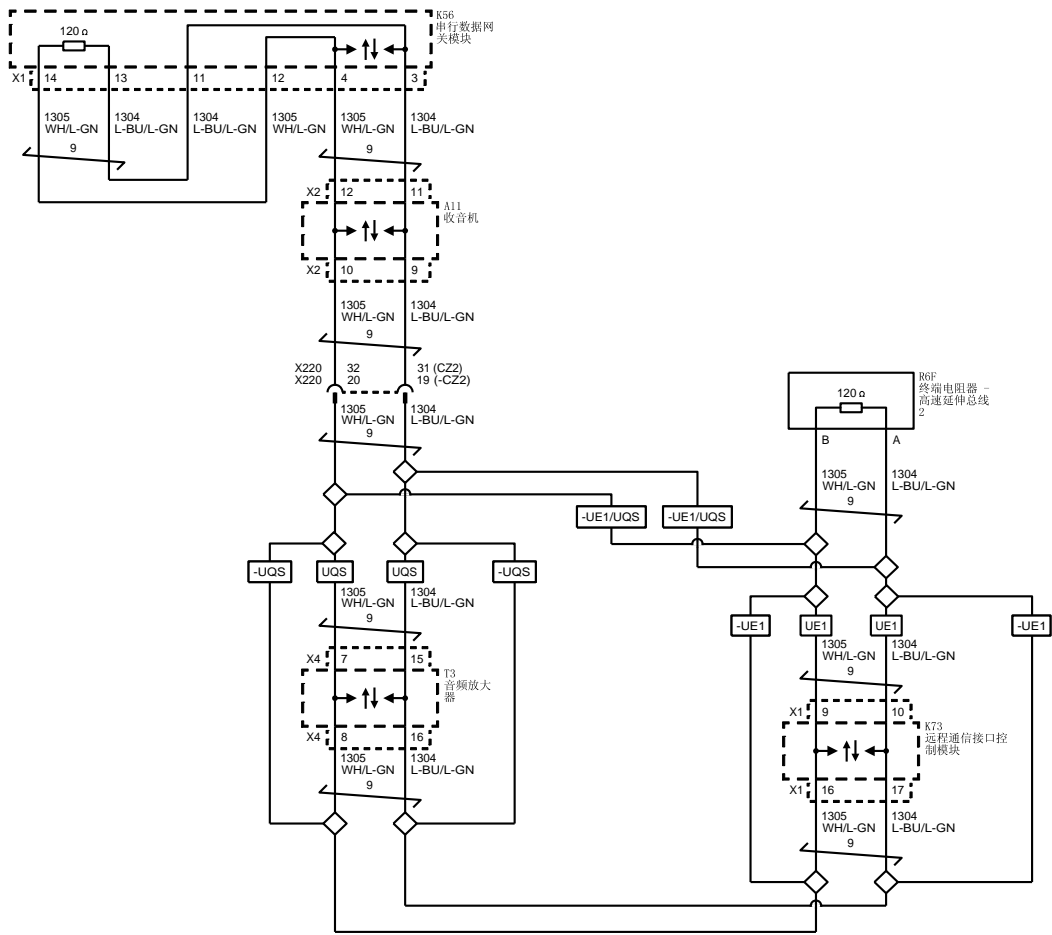 K56
串行数据网
关模块
120 Ω
X1 14 13 11 12 4 3
1305 1304 1304 1305 1305 1304
WH/L-GN L-BU/L-GN L-BU/L-GN WH/L-GN WH/L-GN L-BU/L-GN
9 9
X2 12 11
A11
收音机
X2 10 9
1305 1304
WH/L-GN L-BU/L-GN
9
X220 32 31 (CZ2)
X220 20 19 (-CZ2)
1305 1304
WH/L-GN L-BU/L-GN
9
R6F
终端电阻器 -
高速延伸总线
2
120 Ω
B A
1305 1304
WH/L-GN L-BU/L-GN
9
-UE1/UQS -UE1/UQS
-UQS UQS UQS -UQS
1305 1304
WH/L-GN L-BU/L-GN
9
X4 7 15
T3
音频放大
器
X4 8 16
1305 1304
WH/L-GN L-BU/L-GN
9
-UE1 UE1 UE1 -UE1
1305 1304
WH/L-GN L-BU/L-GN
9
X1 9 10
K73
远程通信接口控
制模块
X1 16 17
1305 1304
WH/L-GN L-BU/L-GN
9